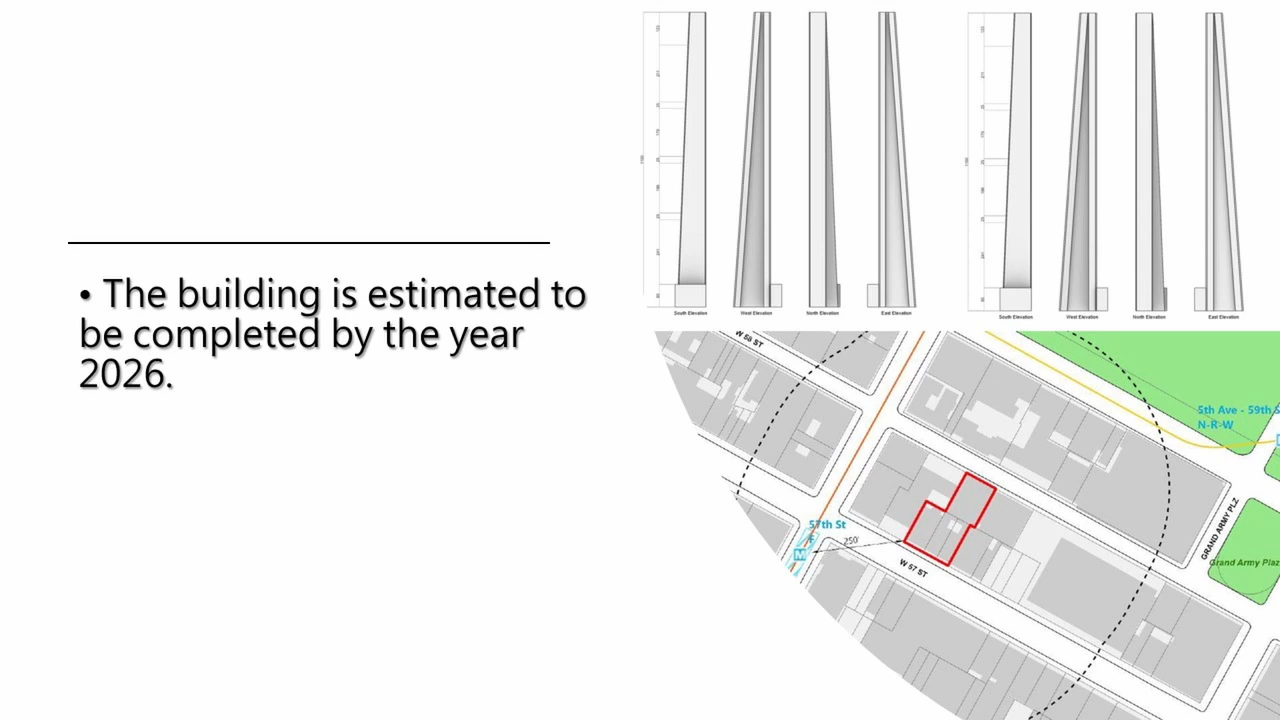 • The building is estimated to
be completed by the year
2026.
South Elevation
West Elevation
North Elevation
East Elevation
South Elevation
West Elevation
North Elevation
East Elevation
W 58 ST
5th Ave - 59th S
N-R-W
57th St
F
M
250'
W 57 ST
GRAND ARMY PLZ
Grand Army Plaz